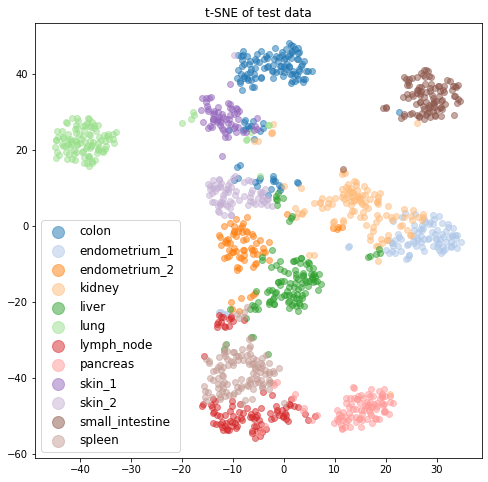 t-SNE of test data
40
20
0
−20
−40
−60
colon
endometrium_1
endometrium_2
kidney
liver
lung
lymph_node
pancreas
skin_1
skin_2
small_intestine
spleen
−40 −30 −20 −10 0 10 20 30